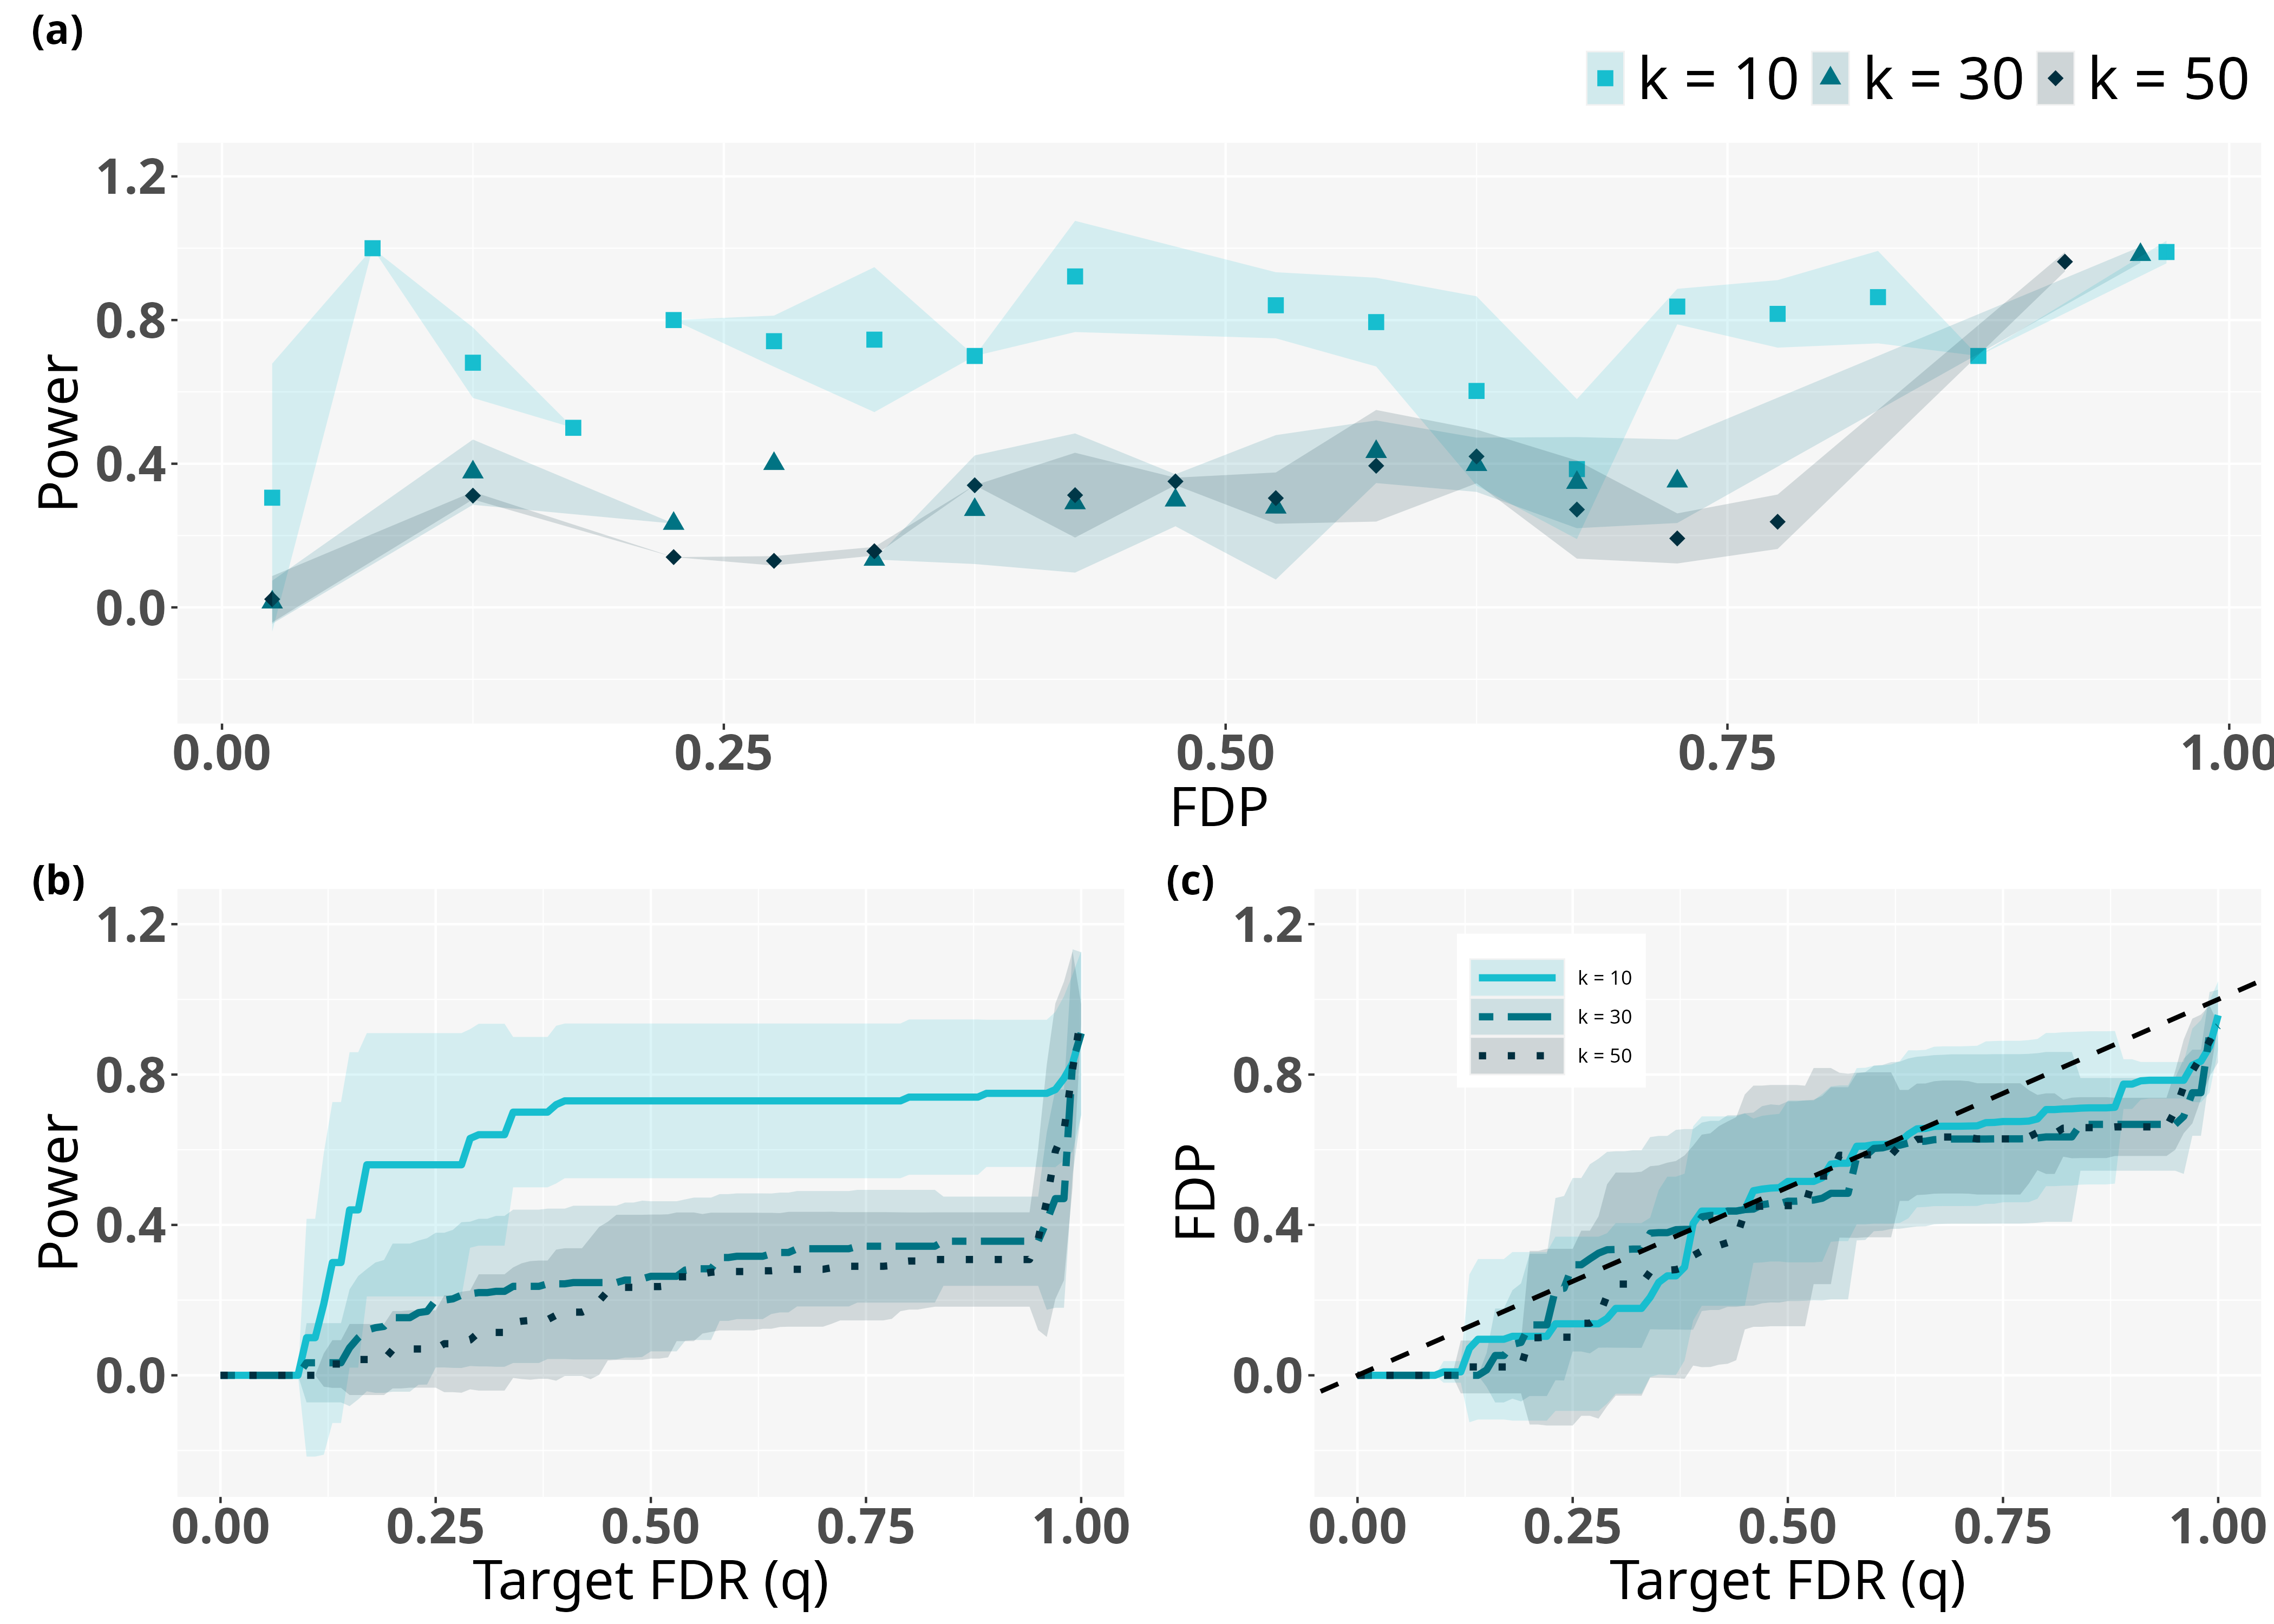 (a)
k = 10 k = 30 k = 50
1.2
0.8
0.4
0.0
Power
0.00 0.25 0.50 0.75 1.00
FDP
(b)
1.2
0.8
0.4
0.0
Power
0.00 0.25 0.50 0.75 1.00
Target FDR (q)
(c)
1.2
0.8
0.4
0.0
FDP
k = 10
k = 30
k = 50
0.00 0.25 0.50 0.75 1.00
Target FDR (q)